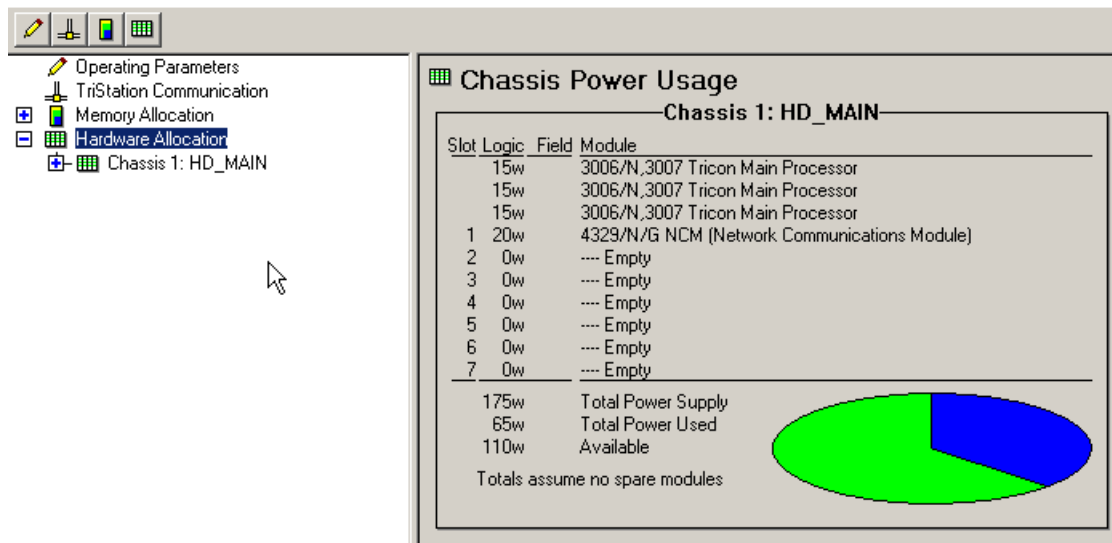 Operating Parameters
TriStation Communication
Memory Allocation
Hardware Allocation
Chassis 1: HD_MAIN
Chassis Power Usage
Chassis 1: HD_MAIN
Slot Logic Field Module
15w 3006/N,3007 Tricon Main Processor
15w 3006/N,3007 Tricon Main Processor
15w 3006/N,3007 Tricon Main Processor
1 20w 4329/N/G NCM (Network Communications Module)
2 0w ---- Empty
3 0w ---- Empty
4 0w ---- Empty
5 0w ---- Empty
6 0w ---- Empty
7 0w ---- Empty
175w Total Power Supply
65w Total Power Used
110w Available
Totals assume no spare modules